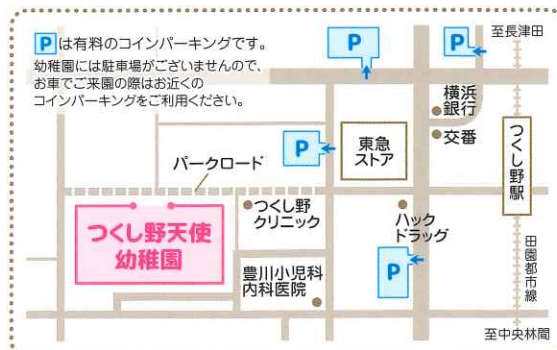 Pは有料のコインパーキングです。
幼稚園には駐車場がございませんので、
お車でご来園の際はお近くの
コインパーキングをご利用ください。
P
P
至長津田
横浜
銀行
交番
P
東急
ストア
つくし野駅
パークロード
つくし野天使
幼稚園
つくし野
クリニック
ハック
ドラッグ
豊川小児科
内科医院
P
田園都市線
至中央林間